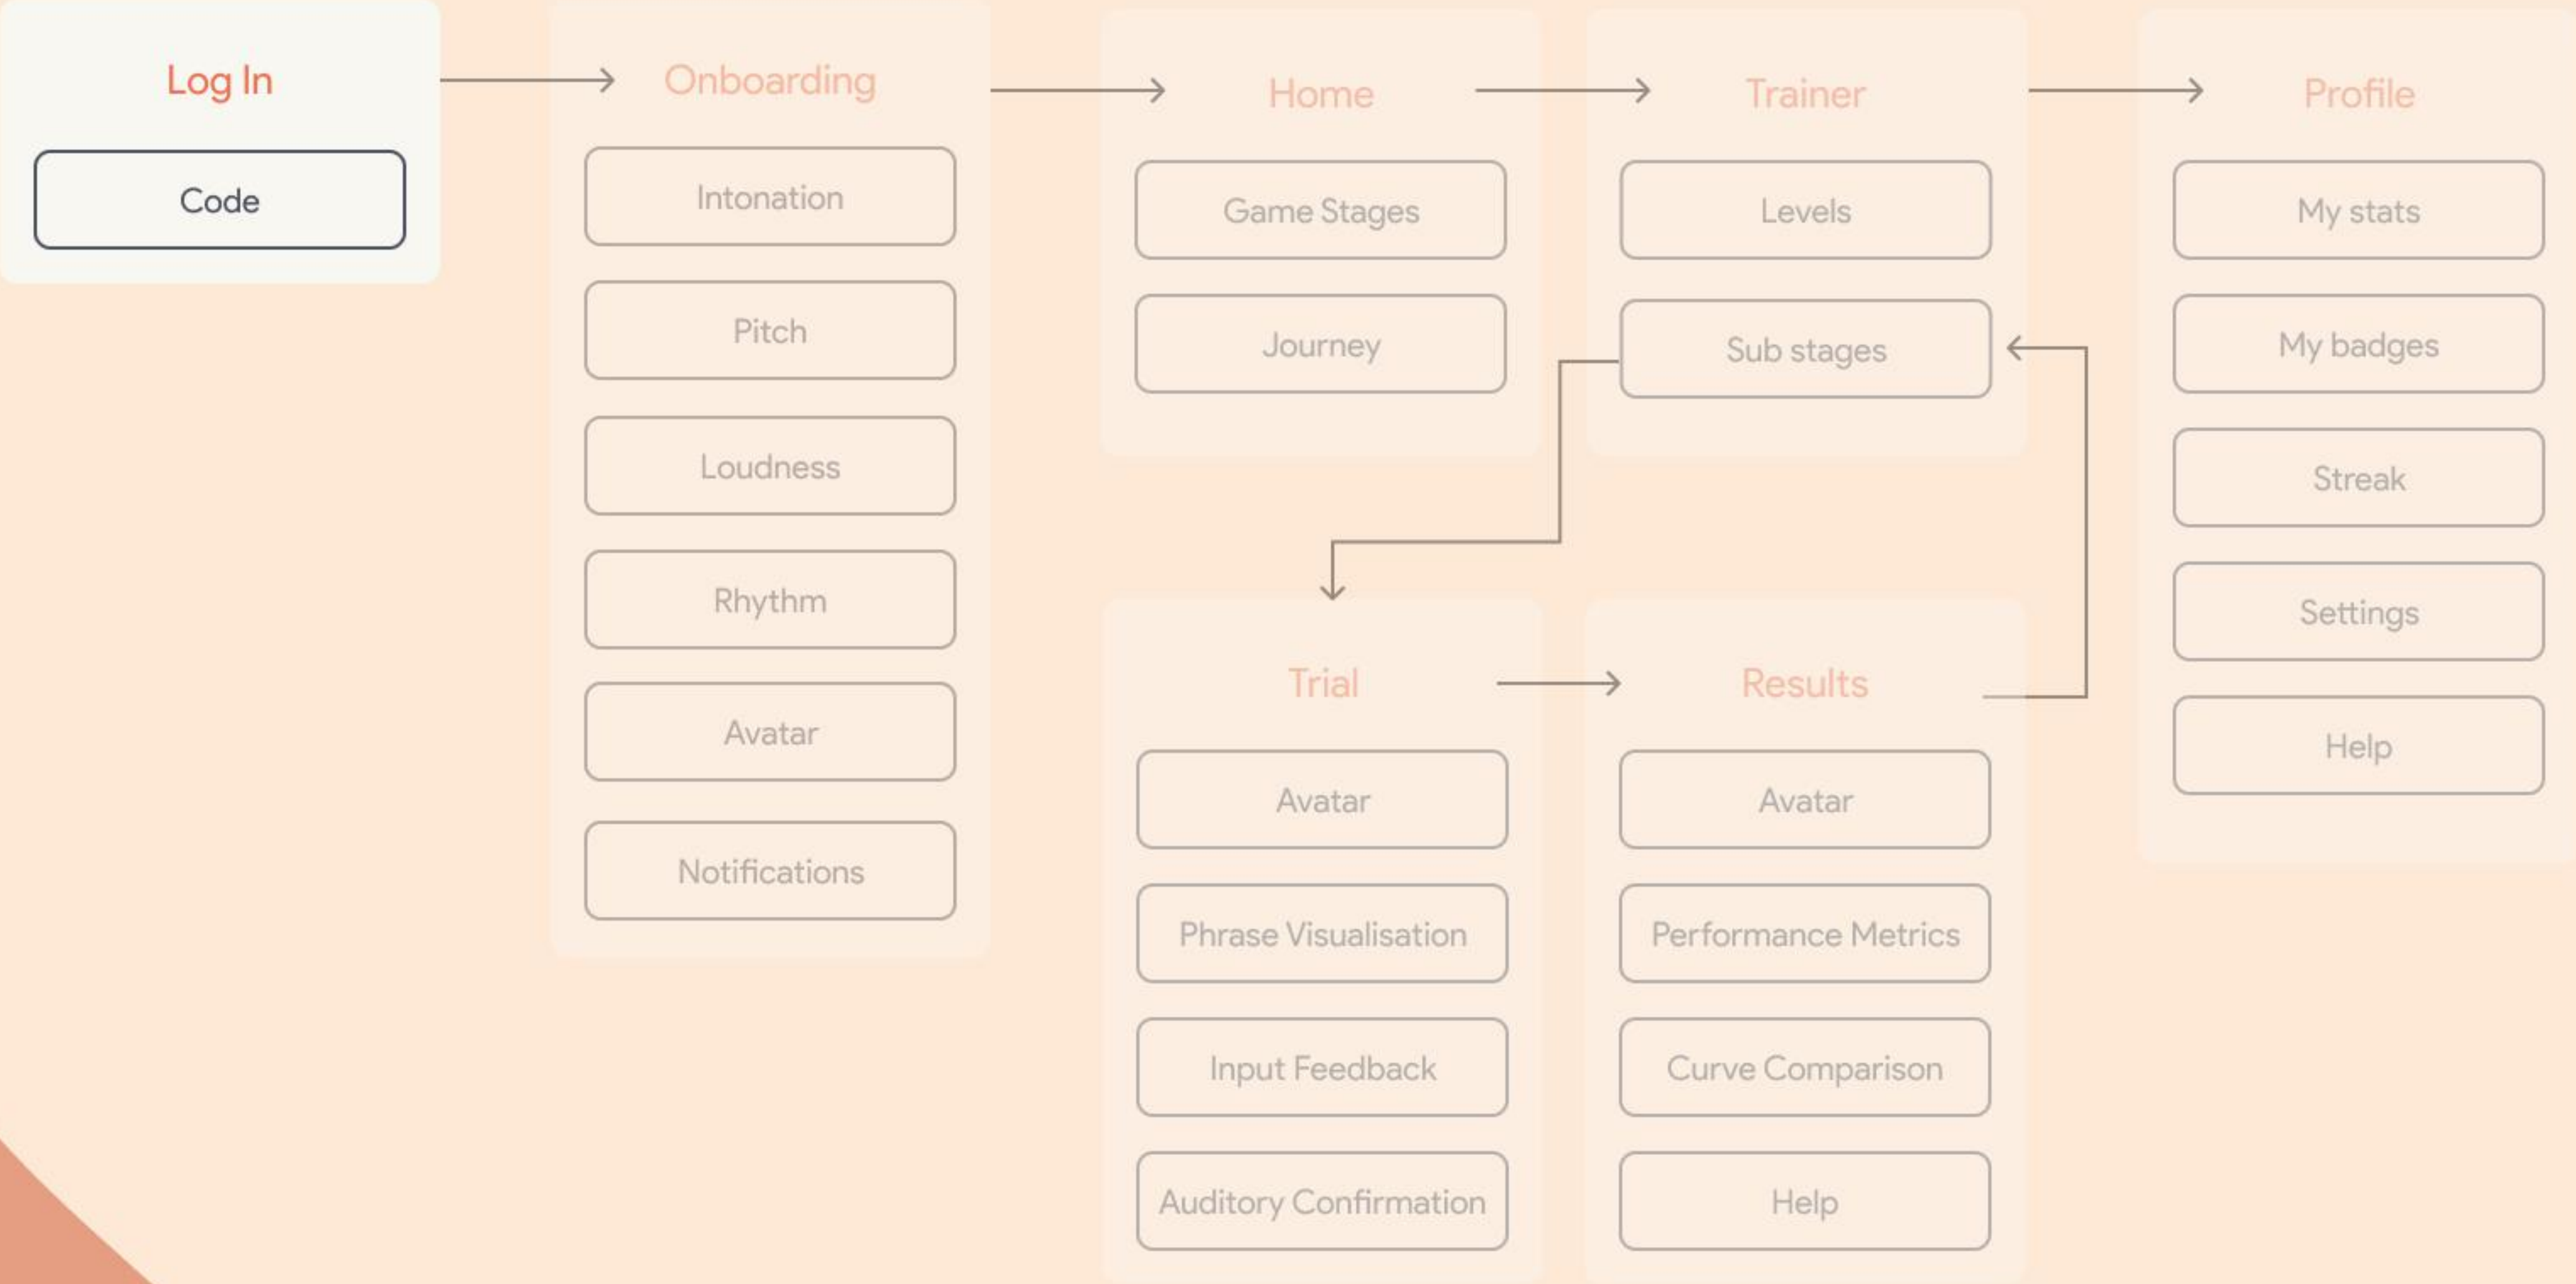 Log In
Code
Onboarding
Intonation
Pitch
Loudness
Rhythm
Avatar
Notifications
Home
Game Stages
Journey
Trainer
Levels
Sub stages
Trial
Avatar
Phrase Visualisation
Input Feedback
Auditory Confirmation
Results
Avatar
Performance Metrics
Curve Comparison
Help
Profile
My stats
My badges
Streak
Settings
Help